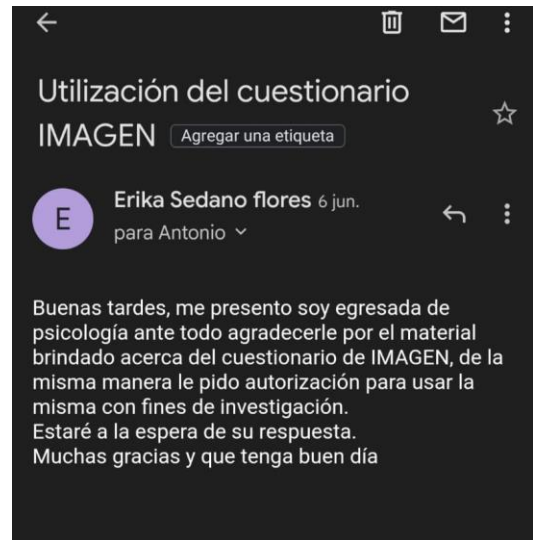 Utilización del cuestionario
IMAGEN Agregar una etiqueta
E
Erika Sedano flores 6 jun.
para Antonio
Buenas tardes, me presento soy egresada de
psicología ante todo agradecerle por el material
brindado acerca del cuestionario de IMAGEN, de la
misma manera le pido autorización para usar la
misma con fines de investigación.
Estaré a la espera de su respuesta.
Muchas gracias y que tenga buen día